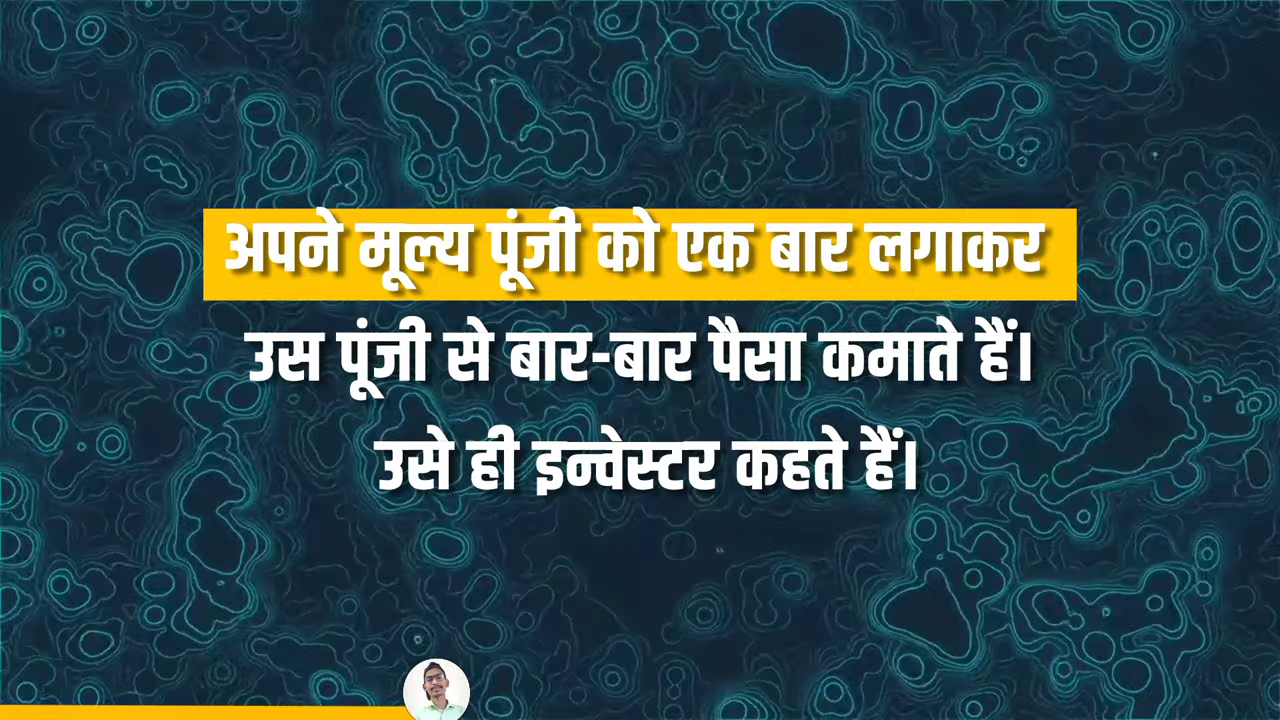 अपने मूल्य पूंजी को एक बार लगाकर
उस पूंजी से बार-बार पैसा कमाते हैं।
उसे ही इन्वेस्टर कहते हैं।